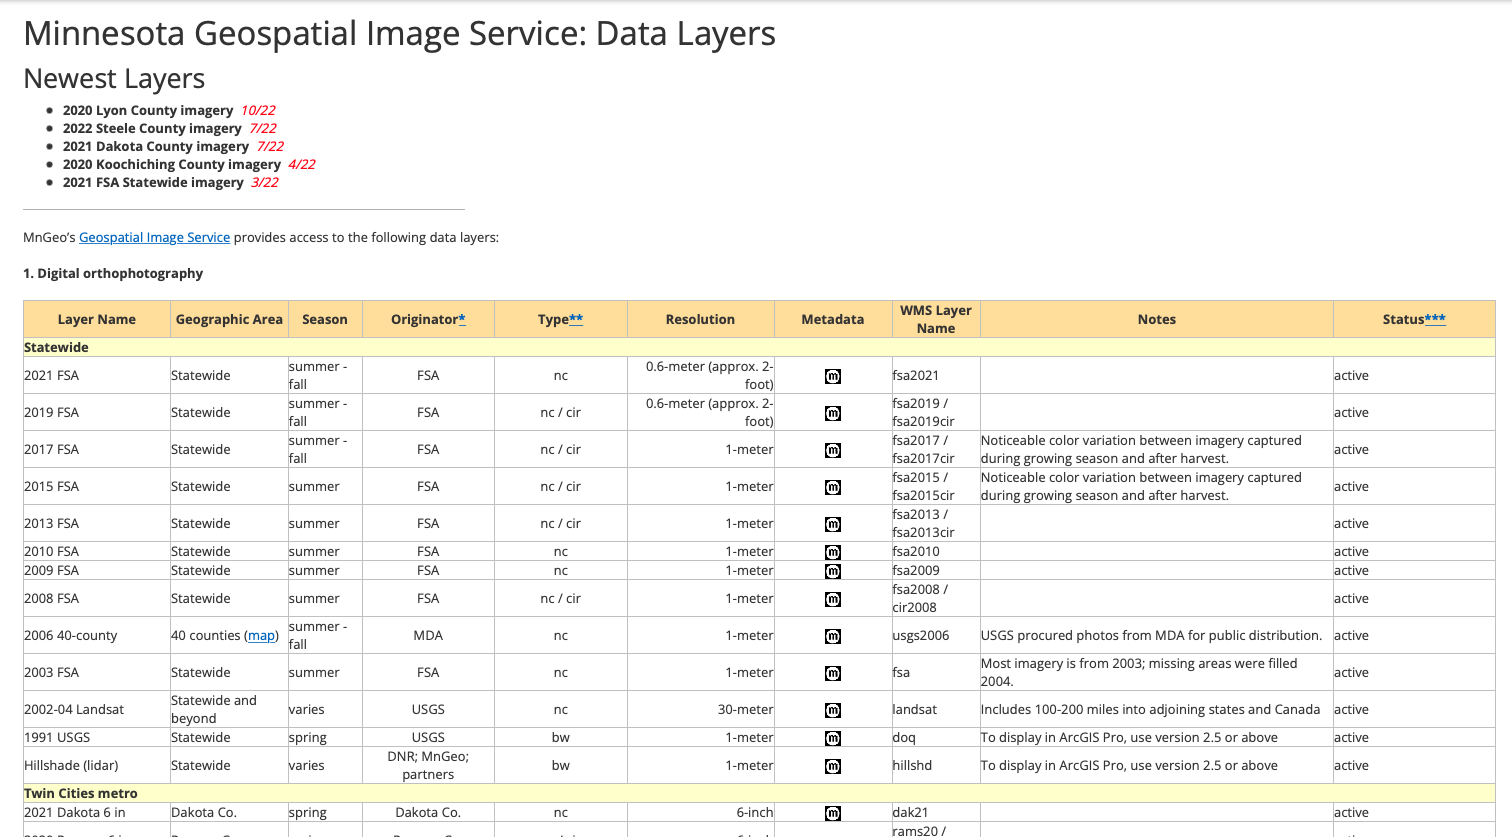 Minnesota Geospatial Image Service: Data Layers
Newest Layers
2020 Lyon County imagery 10/22
2022 Steele County imagery 7/22
2021 Dakota County imagery 7/22
2020 Koochiching County imagery 4/22
2021 FSA Statewide imagery 3/22
MnGeo's Geospatial Image Service provides access to the following data layers:
1. Digital orthophotography
Layer Name Geographic Area Season Originator* Type** Resolution Metadata WMS Layer Name Notes Status***
Statewide
2021 FSA Statewide summer - fall FSA nc 0.6-meter (approx. 2-foot) m fsa2021 active
2019 FSA Statewide summer - fall FSA nc / cir 0.6-meter (approx. 2-foot) m fsa2019 / fsa2019cir active
2017 FSA Statewide summer - fall FSA nc / cir 1-meter m fsa2017 / fsa2017cir Noticeable color variation between imagery captured during growing season and after harvest. active
2015 FSA Statewide summer FSA nc / cir 1-meter m fsa2015 / fsa2015cir Noticeable color variation between imagery captured during growing season and after harvest. active
2013 FSA Statewide summer FSA nc / cir 1-meter m fsa2013 / fsa2013cir active
2010 FSA Statewide summer FSA nc 1-meter m fsa2010 active
2009 FSA Statewide summer FSA nc 1-meter m fsa2009 active
2008 FSA Statewide summer FSA nc / cir 1-meter m fsa2008 / cir2008 active
2006 40-county 40 counties (map) summer - fall MDA nc 1-meter m usgs2006 USGS procured photos from MDA for public distribution. active
2003 FSA Statewide summer FSA nc 1-meter m fsa Most imagery is from 2003; missing areas were filled 2004. active
2002-04 Landsat Statewide and beyond varies USGS nc 30-meter m landsat Includes 100-200 miles into adjoining states and Canada active
1991 USGS Statewide spring USGS bw 1-meter m doq To display in ArcGIS Pro, use version 2.5 or above active
Hillshade (lidar) Statewide varies DNR; MnGeo; partners bw 1-meter m hillshd To display in ArcGIS Pro, use version 2.5 or above active
Twin Cities metro
2021 Dakota 6 in Dakota Co. spring Dakota Co. nc 6-inch m dak21 active
rams20 /